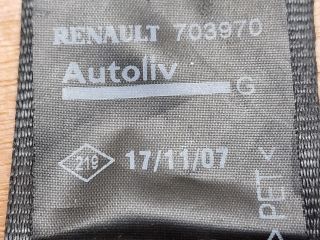 RENAULT 703970
Autoliv
G
219 17/11/07
>PET<